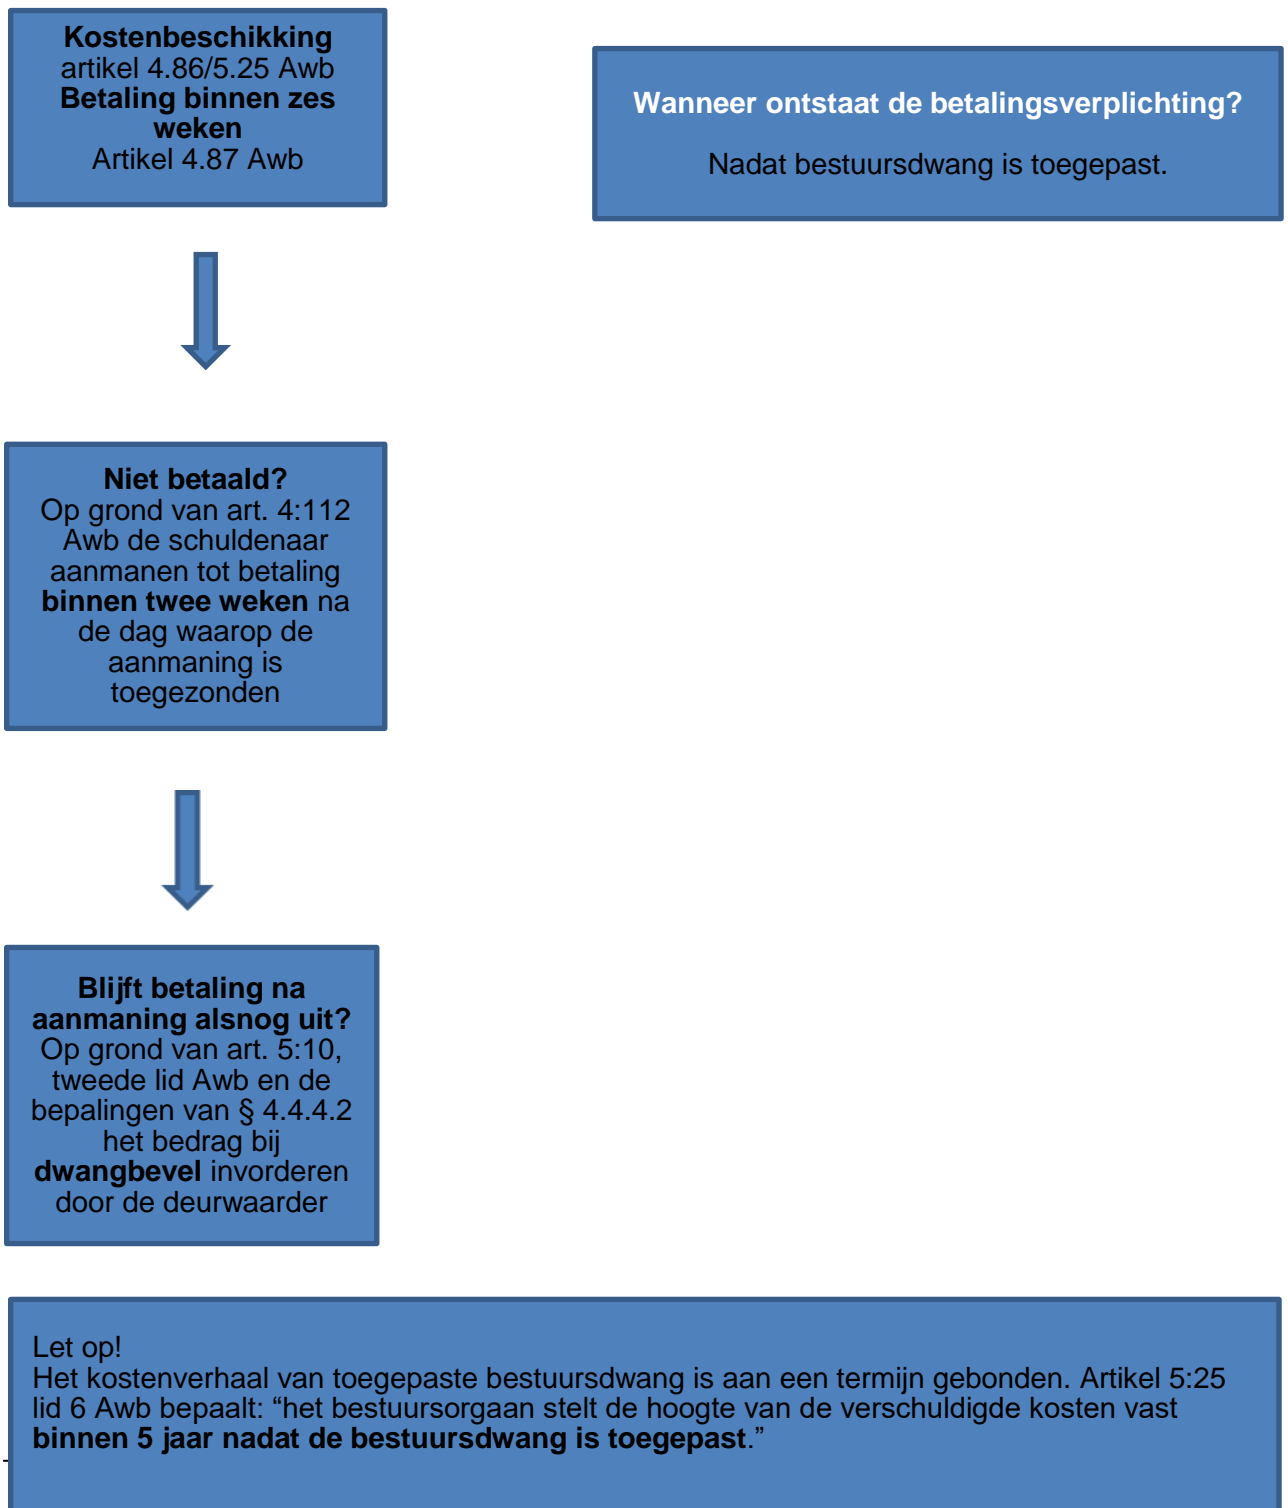 Kostenbeschikking
artikel 4.86/5.25 Awb
Betaling binnen zes
weken
Artikel 4.87 Awb
Wanneer ontstaat de betalingsverplichting?
Nadat bestuursdwang is toegepast.
Niet betaald?
Op grond van art. 4:112
Awb de schuldenaar
aanmanen tot betaling
binnen twee weken na
de dag waarop de
aanmaning is
toegezonden
Blijft betaling na
aanmaning alsnog uit?
Op grond van art. 5:10,
tweede lid Awb en de
bepalingen van § 4.4.4.2
het bedrag bij
dwangbevel invorderen
door de deurwaarder
Let op!
Het kostenverhaal van toegepaste bestuursdwang is aan een termijn gebonden. Artikel 5:25
lid 6 Awb bepaalt: “het bestuursorgaan stelt de hoogte van de verschuldigde kosten vast
binnen 5 jaar nadat de bestuursdwang is toegepast.”